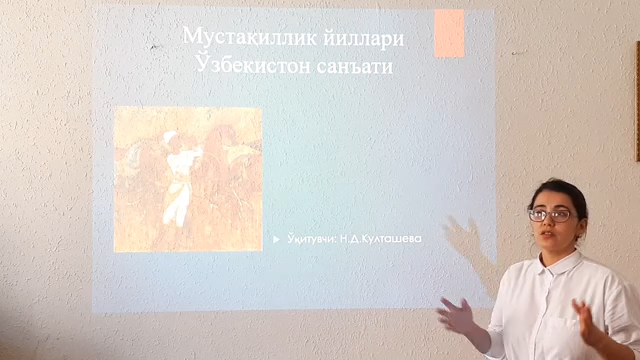 Мустақиллик йиллари
Ўзбекистон санъати
Ўқитувчи: Н.Д.Култашева